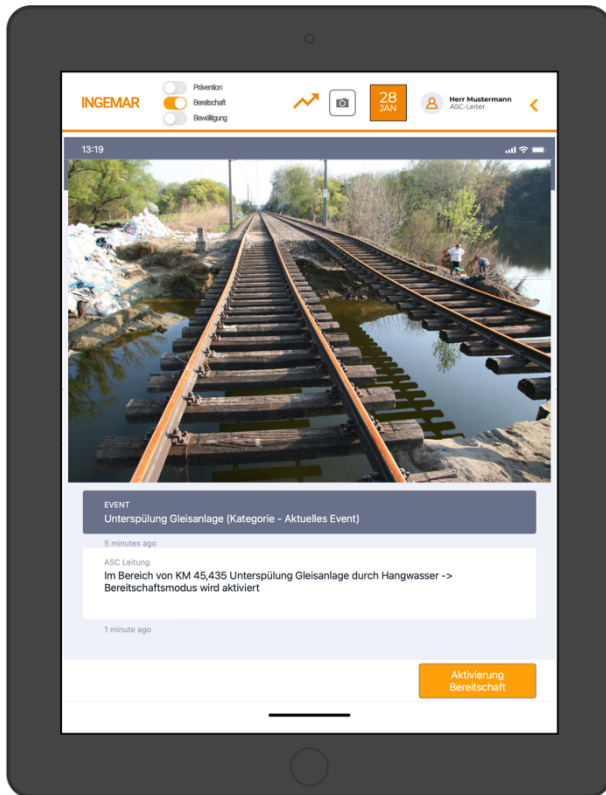 INGEMAR
Prävention
Bereitschaft
Bewältigung
28
JAN
Herr Mustermann
ASC-Leiter
13:19
EVENT
Unterspülung Gleisanlage (Kategorie - Aktuelles Event)
5 minutes ago
ASC Leitung
Im Bereich von KM 45,435 Unterspülung Gleisanlage durch Hangwasser ->
Bereitschaftsmodus wird aktiviert
1 minute ago
Aktivierung
Bereitschaft